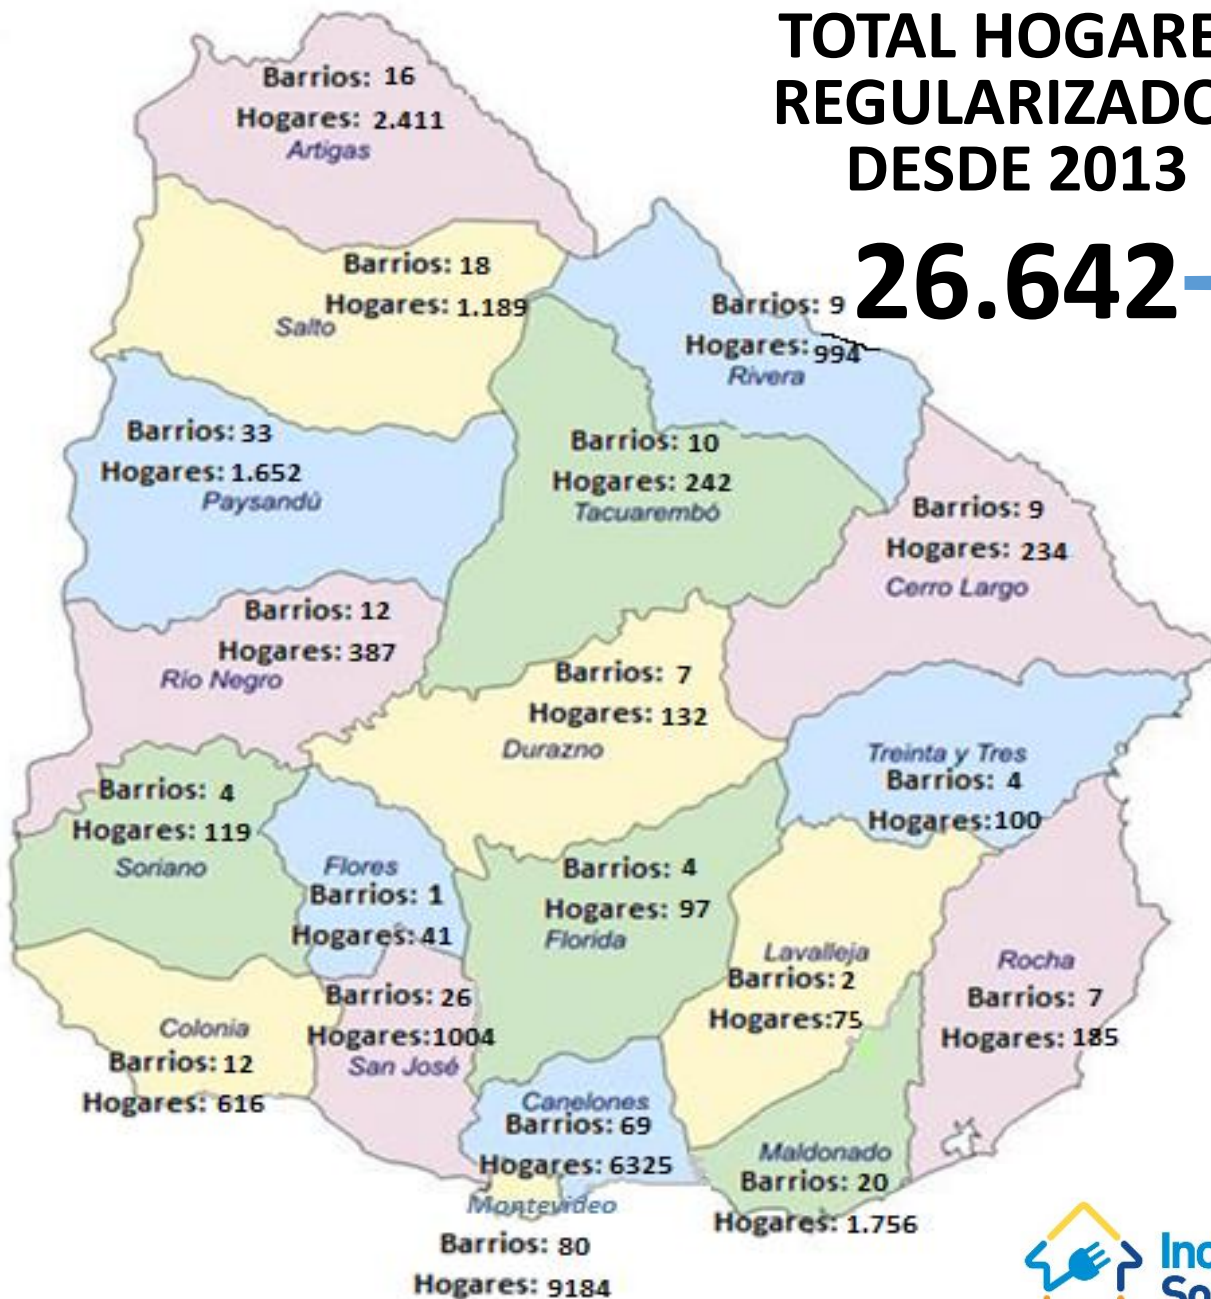 TOTAL HOGARE
REGULARIZADO
DESDE 2013
26.642
Barrios: 16
Hogares: 2.411
Artigas
Barrios: 18
Hogares: 1.189
Salto
Barrios: 9
Hogares: 994
Rivera
Barrios: 33
Hogares: 1.652
Paysandú
Barrios: 10
Hogares: 242
Tacuarembó
Barrios: 9
Hogares: 234
Cerro Largo
Barrios: 12
Hogares: 387
Río Negro
Barrios: 7
Hogares: 132
Durazno
Treinta y Tres
Barrios: 4
Hogares:100
Barrios: 4
Hogares: 119
Soriano
Flores
Barrios: 1
Hogares: 41
Barrios: 4
Hogares: 97
Florida
Lavalleja
Barrios: 2
Hogares:75
Rocha
Barrios: 7
Hogares: 185
Colonia
Barrios: 12
Hogares: 616
Barrios: 26
Hogares:1004
San José
Canelones
Barrios: 69
Hogares: 6325
Maldonado
Barrios: 20
Hogares: 1.756
Montevideo
Barrios: 80
Hogares: 9184
Inc
So